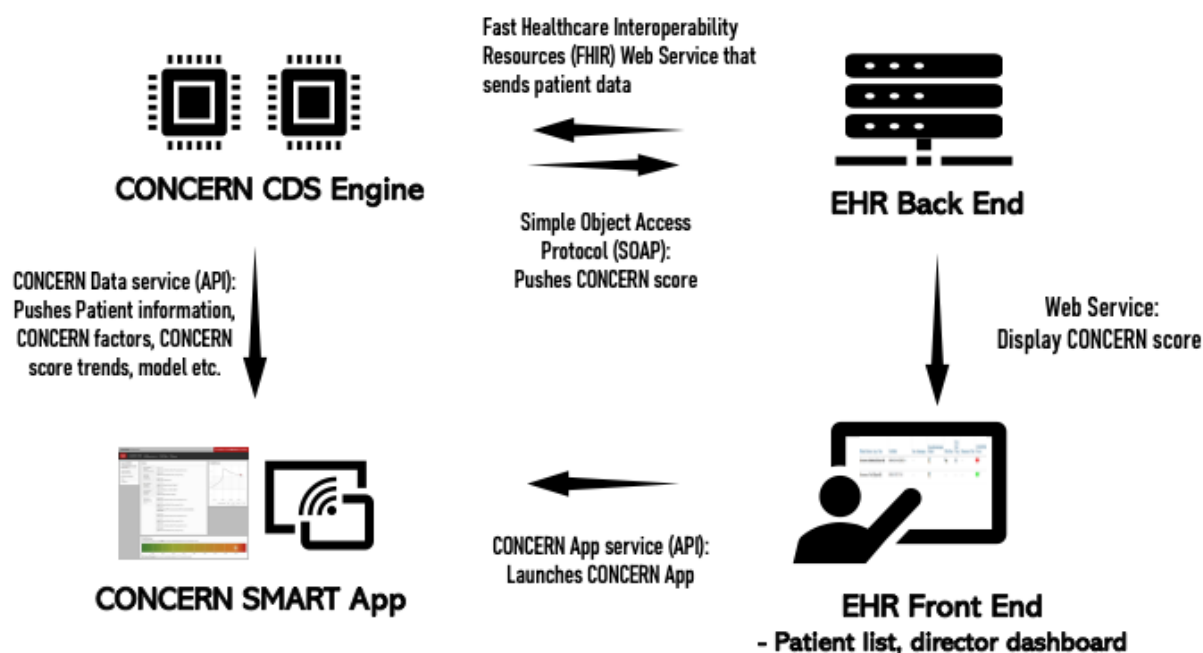 Fast Healthcare Interoperability
Resources (FHIR) Web Service that
sends patient data
CONCERN CDS Engine
EHR Back End
Simple Object Access
Protocol (SOAP):
Pushes CONCERN score
CONCERN Data service (API):
Pushes Patient information,
CONCERN factors, CONCERN
score trends, model etc.
Web Service:
Display CONCERN score
CONCERN App service (API):
Launches CONCERN App
CONCERN SMART App
EHR Front End
- Patient list, director dashboard